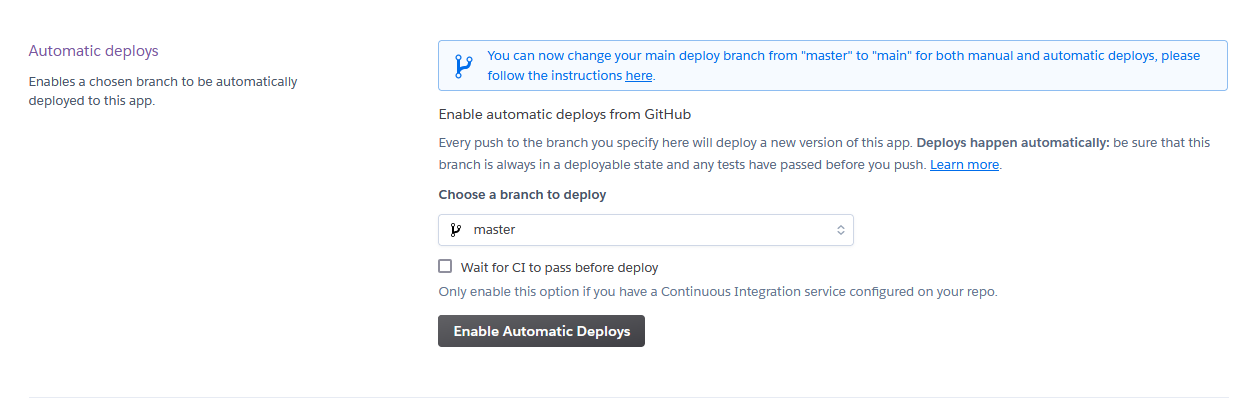 Automatic deploys
Enables a chosen branch to be automatically
deployed to this app.
You can now change your main deploy branch from "master" to "main" for both manual and automatic deploys, please
follow the instructions here.
Enable automatic deploys from GitHub
Every push to the branch you specify here will deploy a new version of this app. Deploys happen automatically: be sure that this
branch is always in a deployable state and any tests have passed before you push. Learn more.
Choose a branch to deploy
master
Wait for CI to pass before deploy
Only enable this option if you have a Continuous Integration service configured on your repo.
Enable Automatic Deploys